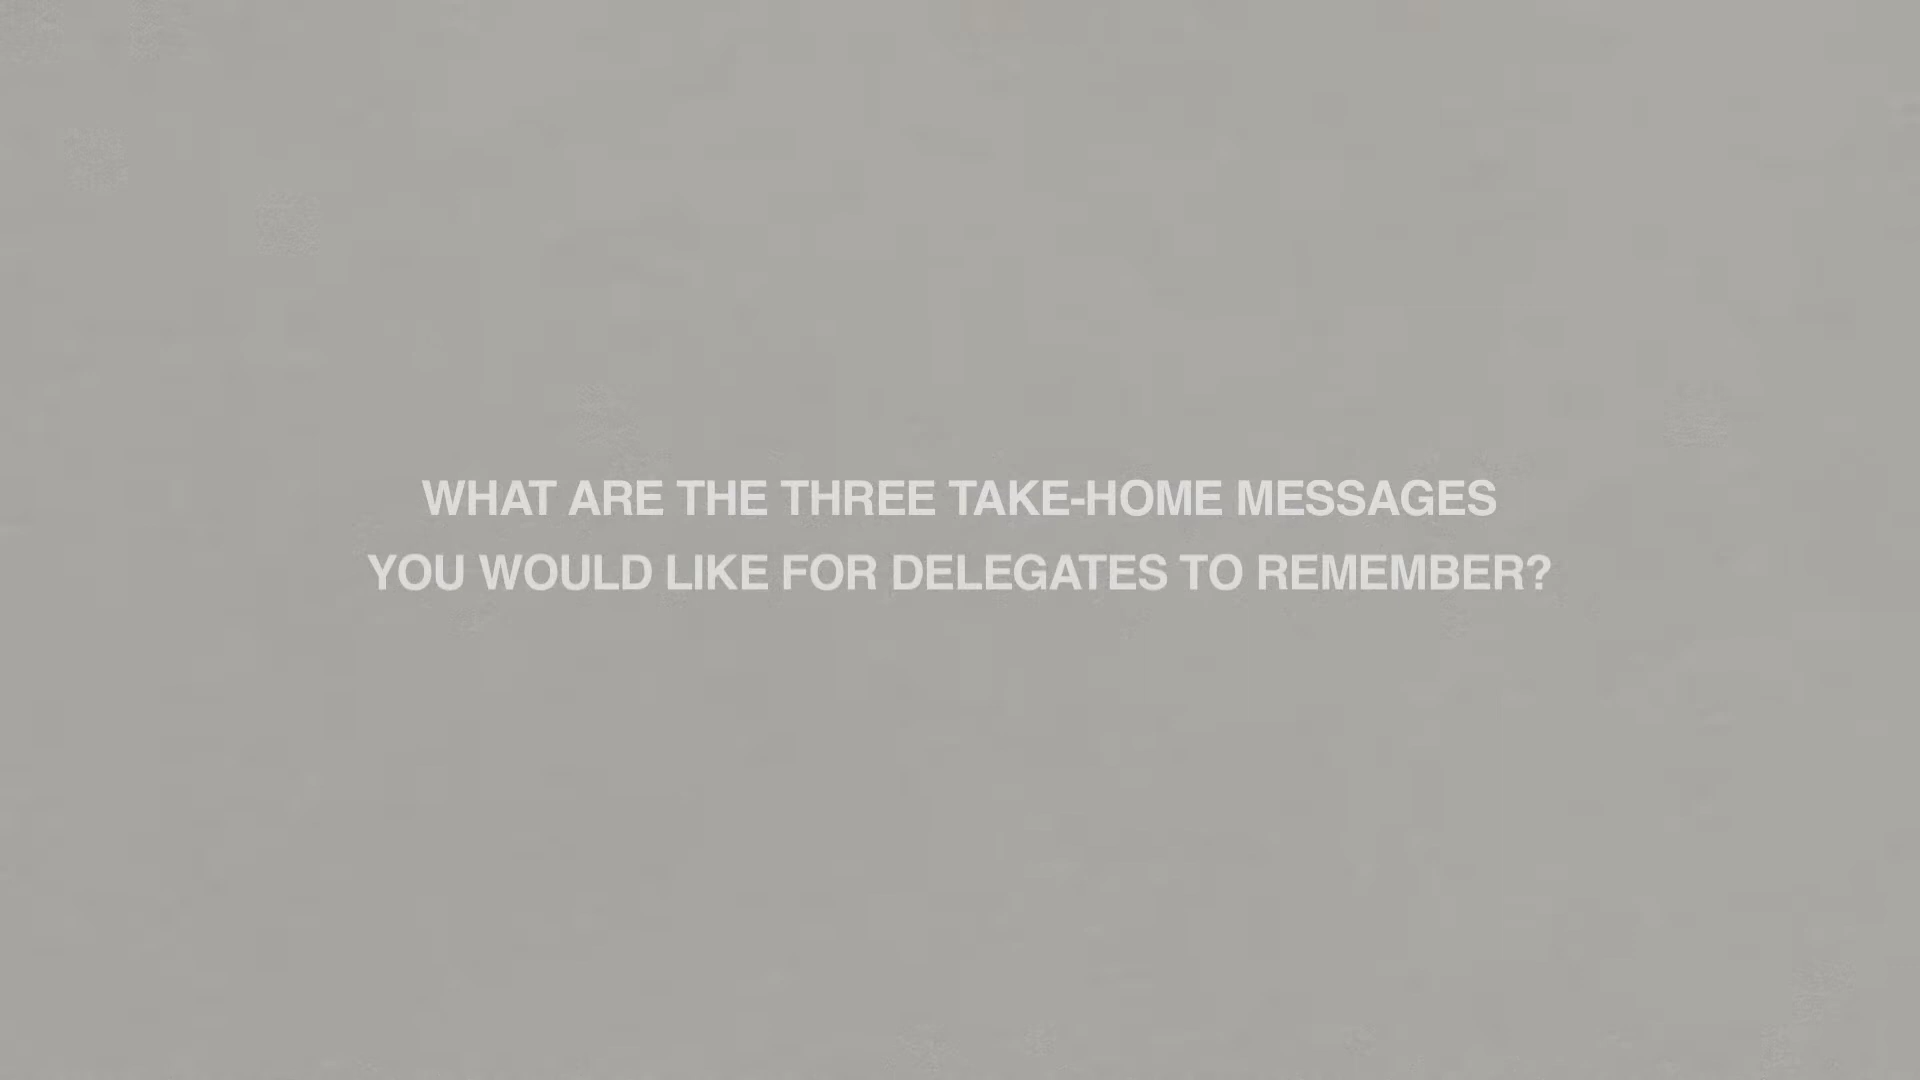 WHAT ARE THE THREE TAKE-HOME MESSAGES
YOU WOULD LIKE FOR DELEGATES TO REMEMBER?